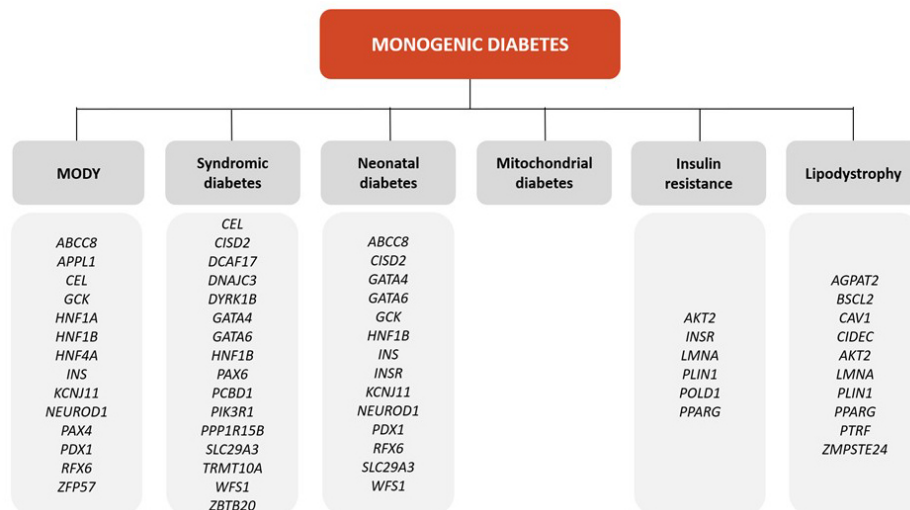 MONOGENIC DIABETES
MODY
Syndromic
diabetes
Neonatal
diabetes
Mitochondrial
diabetes
Insulin
resistance
Lipodystrophy
ABCC8
APPL1
CEL
GCK
HNF1A
HNF1B
HNF4A
INS
KCNJ11
NEUROD1
PAX4
PDX1
RFX6
ZFP57
CEL
CISD2
DCAF17
DNAJC3
DYRK1B
GATA4
GATA6
HNF1B
PAX6
PCBD1
PIK3R1
PPP1R15B
SLC29A3
TRMT10A
WFS1
ZBTB20
ABCC8
CISD2
GATA4
GATA6
GCK
HNF1B
INS
INSR
KCNJ11
NEUROD1
PDX1
RFX6
SLC29A3
WFS1
AKT2
INSR
LMNA
PLIN1
POLD1
PPARG
AGPAT2
BSCL2
CAV1
CIDEC
AKT2
LMNA
PLIN1
PPARG
PTRF
ZMPSTE24